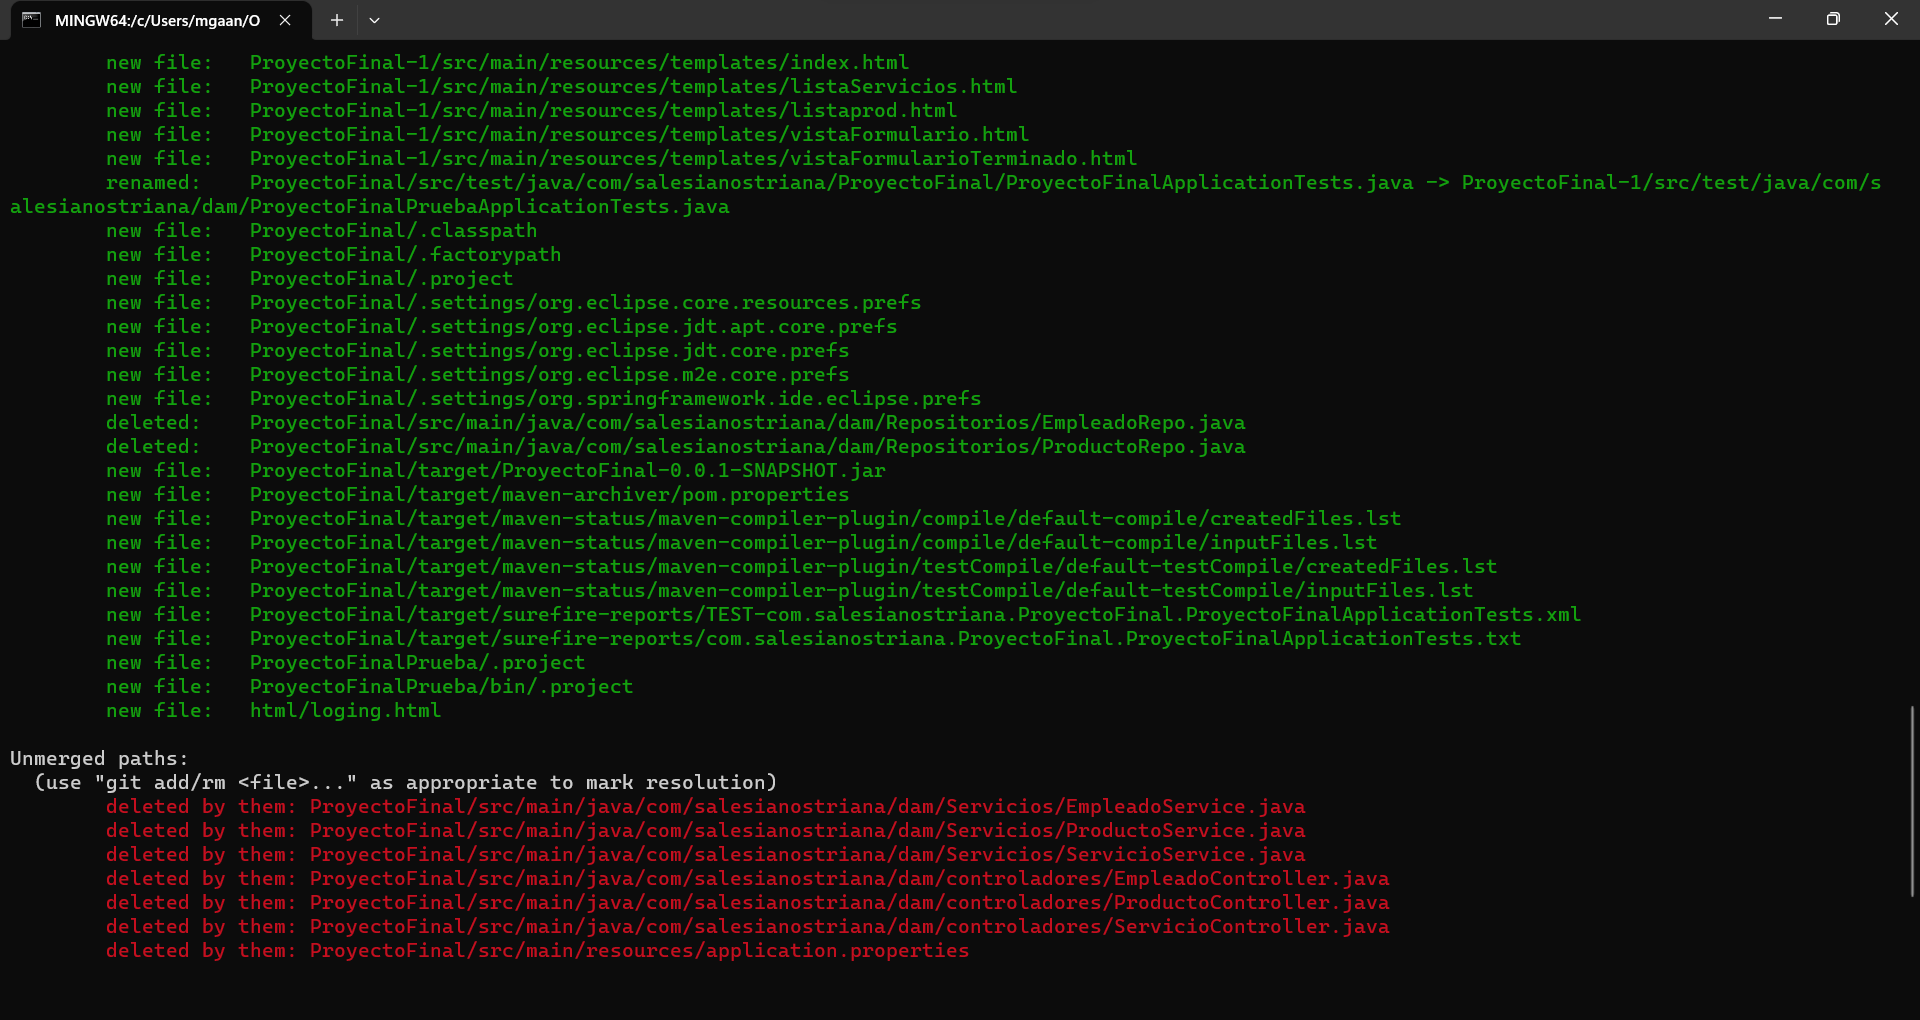 MINGW64:/c/Users/mgaan/O
new file:   ProyectoFinal-1/src/main/resources/templates/index.html
new file:   ProyectoFinal-1/src/main/resources/templates/listaServicios.html
new file:   ProyectoFinal-1/src/main/resources/templates/listaprod.html
new file:   ProyectoFinal-1/src/main/resources/templates/vistaFormulario.html
new file:   ProyectoFinal-1/src/main/resources/templates/vistaFormularioTerminado.html
renamed:    ProyectoFinal/src/test/java/com/salesianostriana/ProyectoFinal/ProyectoFinalApplicationTests.java -> ProyectoFinal-1/src/test/java/com/s
alesianostriana/dam/ProyectoFinalPruebaApplicationTests.java
new file:   ProyectoFinal/.classpath
new file:   ProyectoFinal/.factorypath
new file:   ProyectoFinal/.project
new file:   ProyectoFinal/.settings/org.eclipse.core.resources.prefs
new file:   ProyectoFinal/.settings/org.eclipse.jdt.apt.core.prefs
new file:   ProyectoFinal/.settings/org.eclipse.jdt.core.prefs
new file:   ProyectoFinal/.settings/org.eclipse.m2e.core.prefs
new file:   ProyectoFinal/.settings/org.springframework.ide.eclipse.prefs
deleted:    ProyectoFinal/src/main/java/com/salesianostriana/dam/Repositorios/EmpleadoRepo.java
deleted:    ProyectoFinal/src/main/java/com/salesianostriana/dam/Repositorios/ProductoRepo.java
new file:   ProyectoFinal/target/ProyectoFinal-0.0.1-SNAPSHOT.jar
new file:   ProyectoFinal/target/maven-archiver/pom.properties
new file:   ProyectoFinal/target/maven-status/maven-compiler-plugin/compile/default-compile/createdFiles.lst
new file:   ProyectoFinal/target/maven-status/maven-compiler-plugin/compile/default-compile/inputFiles.lst
new file:   ProyectoFinal/target/maven-status/maven-compiler-plugin/testCompile/default-testCompile/createdFiles.lst
new file:   ProyectoFinal/target/maven-status/maven-compiler-plugin/testCompile/default-testCompile/inputFiles.lst
new file:   ProyectoFinal/target/surefire-reports/TEST-com.salesianostriana.ProyectoFinal.ProyectoFinalApplicationTests.xml
new file:   ProyectoFinal/target/surefire-reports/com.salesianostriana.ProyectoFinal.ProyectoFinalApplicationTests.txt
new file:   ProyectoFinalPrueba/.project
new file:   ProyectoFinalPrueba/bin/.project
new file:   html/loging.html
Unmerged paths:
(use "git add/rm <file>..." as appropriate to mark resolution)
deleted by them: ProyectoFinal/src/main/java/com/salesianostriana/dam/Servicios/EmpleadoService.java
deleted by them: ProyectoFinal/src/main/java/com/salesianostriana/dam/Servicios/ProductoService.java
deleted by them: ProyectoFinal/src/main/java/com/salesianostriana/dam/Servicios/ServicioService.java
deleted by them: ProyectoFinal/src/main/java/com/salesianostriana/dam/controladores/EmpleadoController.java
deleted by them: ProyectoFinal/src/main/java/com/salesianostriana/dam/controladores/ProductoController.java
deleted by them: ProyectoFinal/src/main/java/com/salesianostriana/dam/controladores/ServicioController.java
deleted by them: ProyectoFinal/src/main/resources/application.properties